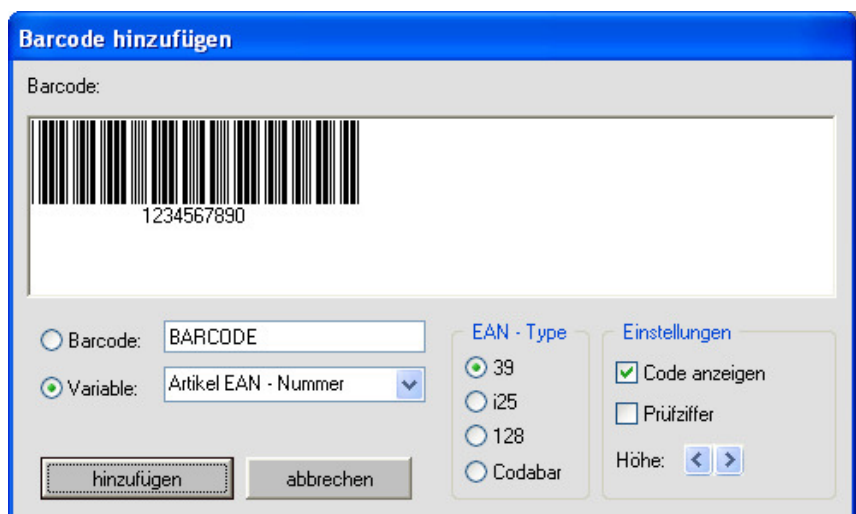 Barcode hinzufügen
Barcode:
1234567890
Barcode:
BARCODE
Variable:
Artikel EAN - Nummer
hinzufügen
abbrechen
EAN - Type
39
i25
128
Codabar
Einstellungen
Code anzeigen
Prüfziffer
Höhe: